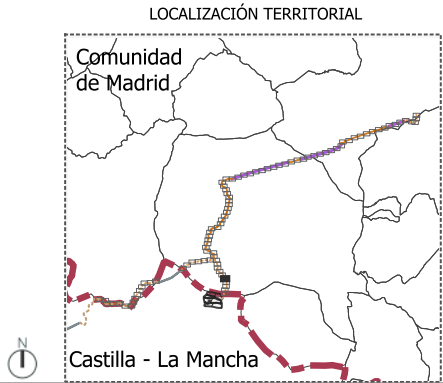 LOCALIZACIÓN TERRITORIAL
Comunidad
de Madrid
N
Castilla - La Mancha